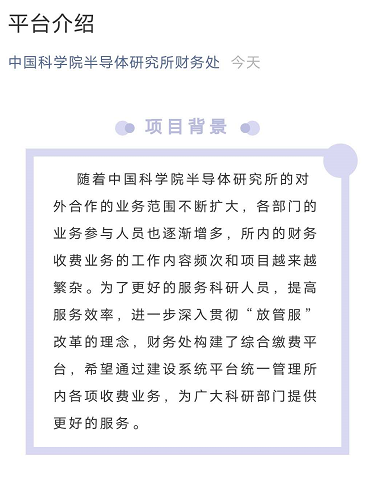 平台介绍
中国科学院半导体研究所财务处 今天
项目背景
随着中国科学院半导体研究所的对
外合作的业务范围不断扩大，各部门的
业务参与人员也逐渐增多，所内的财务
收费业务的工作内容频次和项目越来越
繁杂。为了更好的服务科研人员，提高
服务效率，进一步深入贯彻“放管服”
改革的理念，财务处构建了综合缴费平
台，希望通过建设系统平台统一管理所
内各项收费业务，为广大科研部门提供
更好的服务。